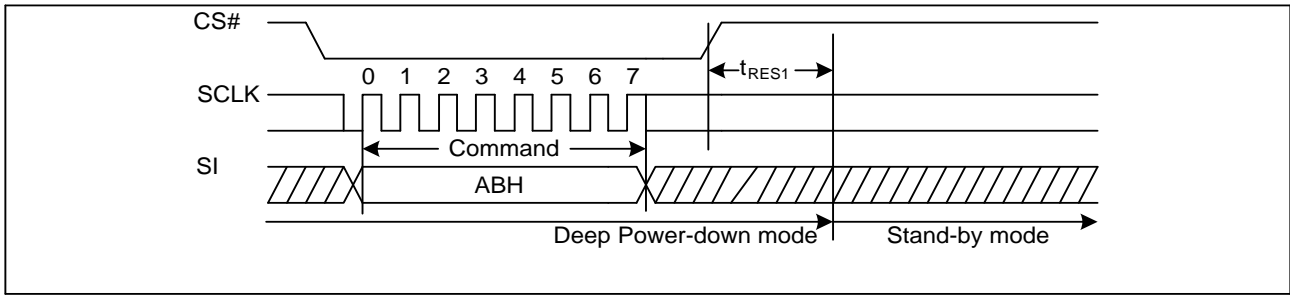 CS#
tRES1
0 1 2 3 4 5 6 7
SCLK
Command
SI
ABH
Deep Power-down mode
Stand-by mode